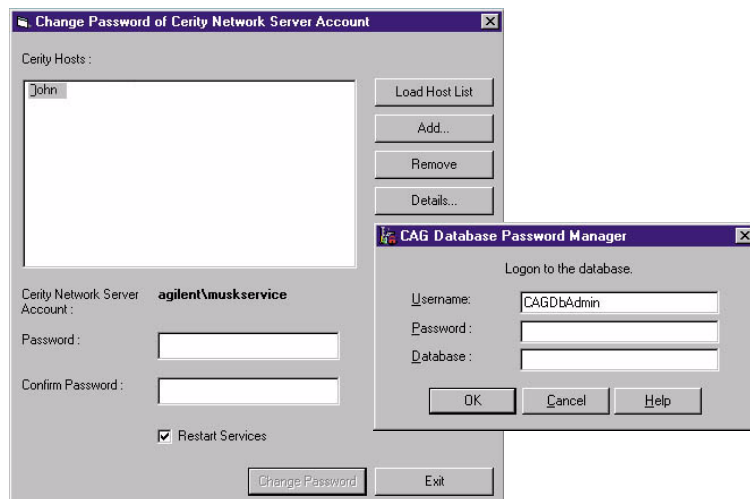 Change Password of Cerity Network Server Account
Cerity Hosts :
John
Load Host List
Add...
Remove
Details...
Cerity Network Server Account :
agilent\muskservice
Password :
Confirm Password :
Restart Services
Change Password
Exit
CAG Database Password Manager
Logon to the database.
Username:
CAGDbAdmin
Password :
Database :
OK
Cancel
Help